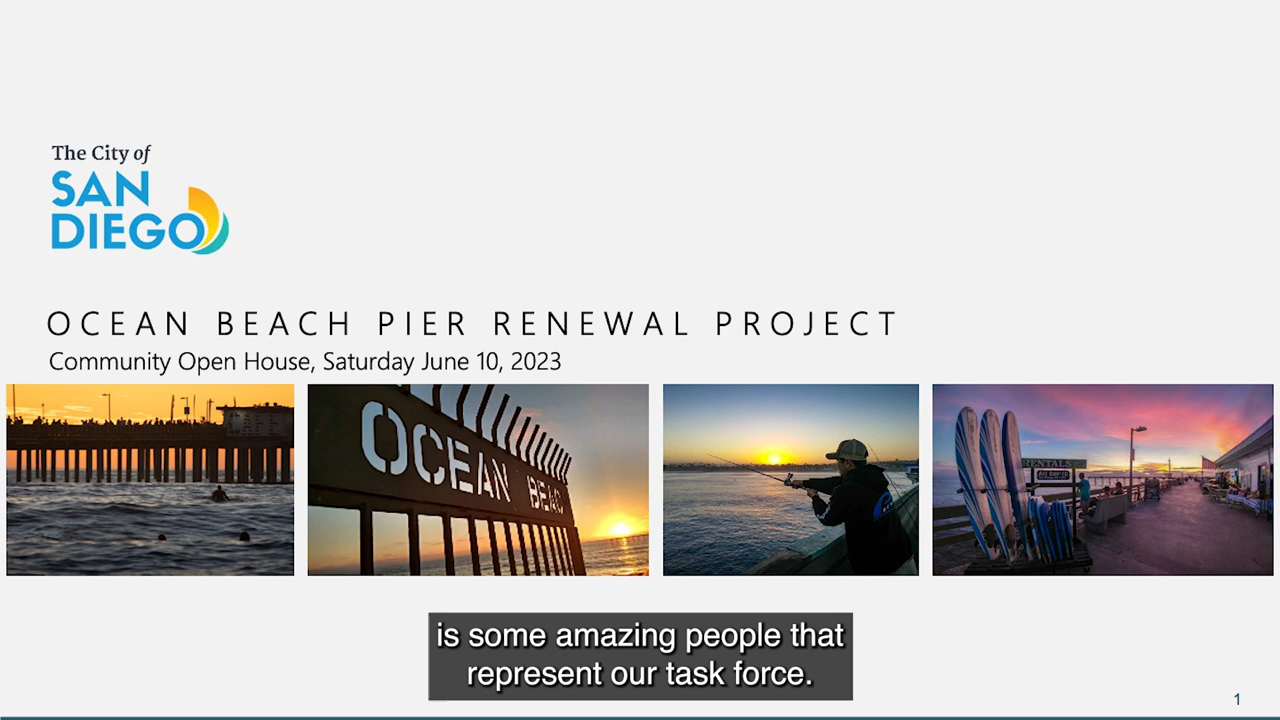 The City of
SAN
DIEGO
OCEAN BEACH PIER RENEWAL PROJECT
Community Open House, Saturday June 10, 2023
OCEAN BEAC
RENTALS
is some amazing people that
represent our task force.
1